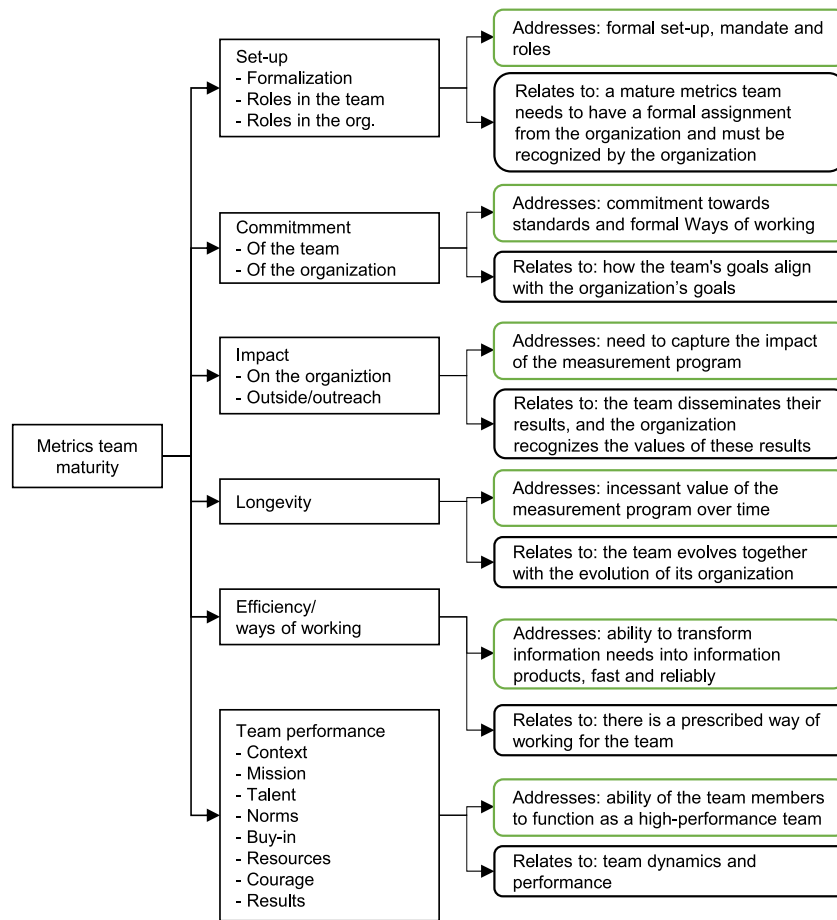 Metrics team
maturity
Set-up
- Formalization
- Roles in the team
- Roles in the org.
Addresses: formal set-up, mandate and
roles
Relates to: a mature metrics team
needs to have a formal assignment
from the organization and must be
recognized by the organization
Commitmment
- Of the team
- Of the organization
Addresses: commitment towards
standards and formal Ways of working
Relates to: how the team's goals align
with the organization’s goals
Impact
- On the organiztion
- Outside/outreach
Addresses: need to capture the impact
of the measurement program
Relates to: the team disseminates their
results, and the organization
recognizes the values of these results
Longevity
Addresses: incessant value of the
measurement program over time
Relates to: the team evolves together
with the evolution of its organization
Efficiency/
ways of working
Addresses: ability to transform
information needs into information
products, fast and reliably
Relates to: there is a prescribed way of
working for the team
Team performance
- Context
- Mission
- Talent
- Norms
- Buy-in
- Resources
- Courage
- Results
Addresses: ability of the team members
to function as a high-performance team
Relates to: team dynamics and
performance